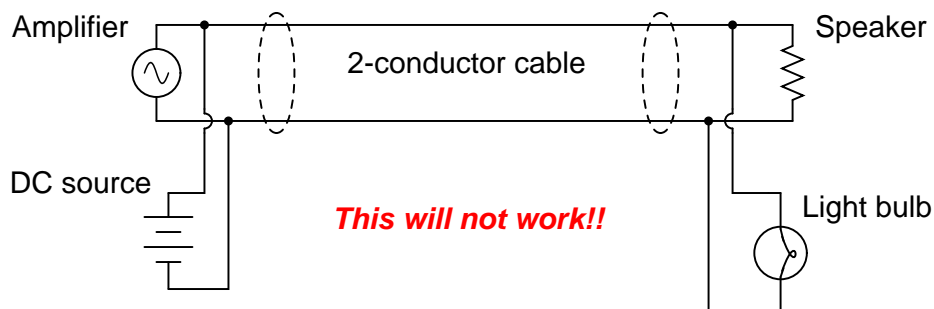 Amplifier
Speaker
2-conductor cable
DC source
This will not work!!
Light bulb